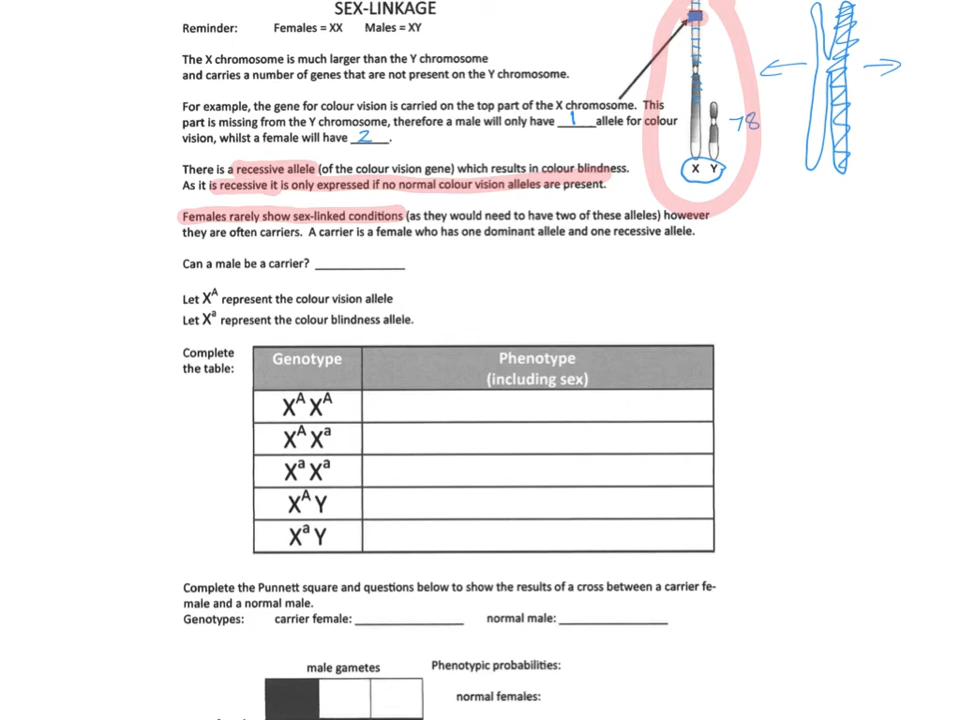 SEX-LINKAGE
Reminder: Females = XX Males = XY
The X chromosome is much larger than the Y chromosome
and carries a number of genes that are not present on the Y chromosome.
For example, the gene for colour vision is carried on the top part of the X chromosome. This
part is missing from the Y chromosome, therefore a male will only have 1 allele for colour
vision, whilst a female will have 2.
78
There is a recessive allele (of the colour vision gene) which results in colour blindness.
X Y
As it is recessive it is only expressed if no normal colour vision alleles are present.
Females rarely show sex-linked conditions (as they would need to have two of these alleles) however
they are often carriers. A carrier is a female who has one dominant allele and one recessive allele.
Can a male be a carrier? ____________
Let X^A represent the colour vision allele
Let X^a represent the colour blindness allele.
Complete
the table:
Genotype
Phenotype
(including sex)
X^A X^A
X^A X^a
X^a X^a
X^A Y
X^a Y
Complete the Punnett square and questions below to show the results of a cross between a carrier fe-
male and a normal male.
Genotypes: carrier female: ____________ normal male: ____________
male gametes
Phenotypic probabilities:
normal females: